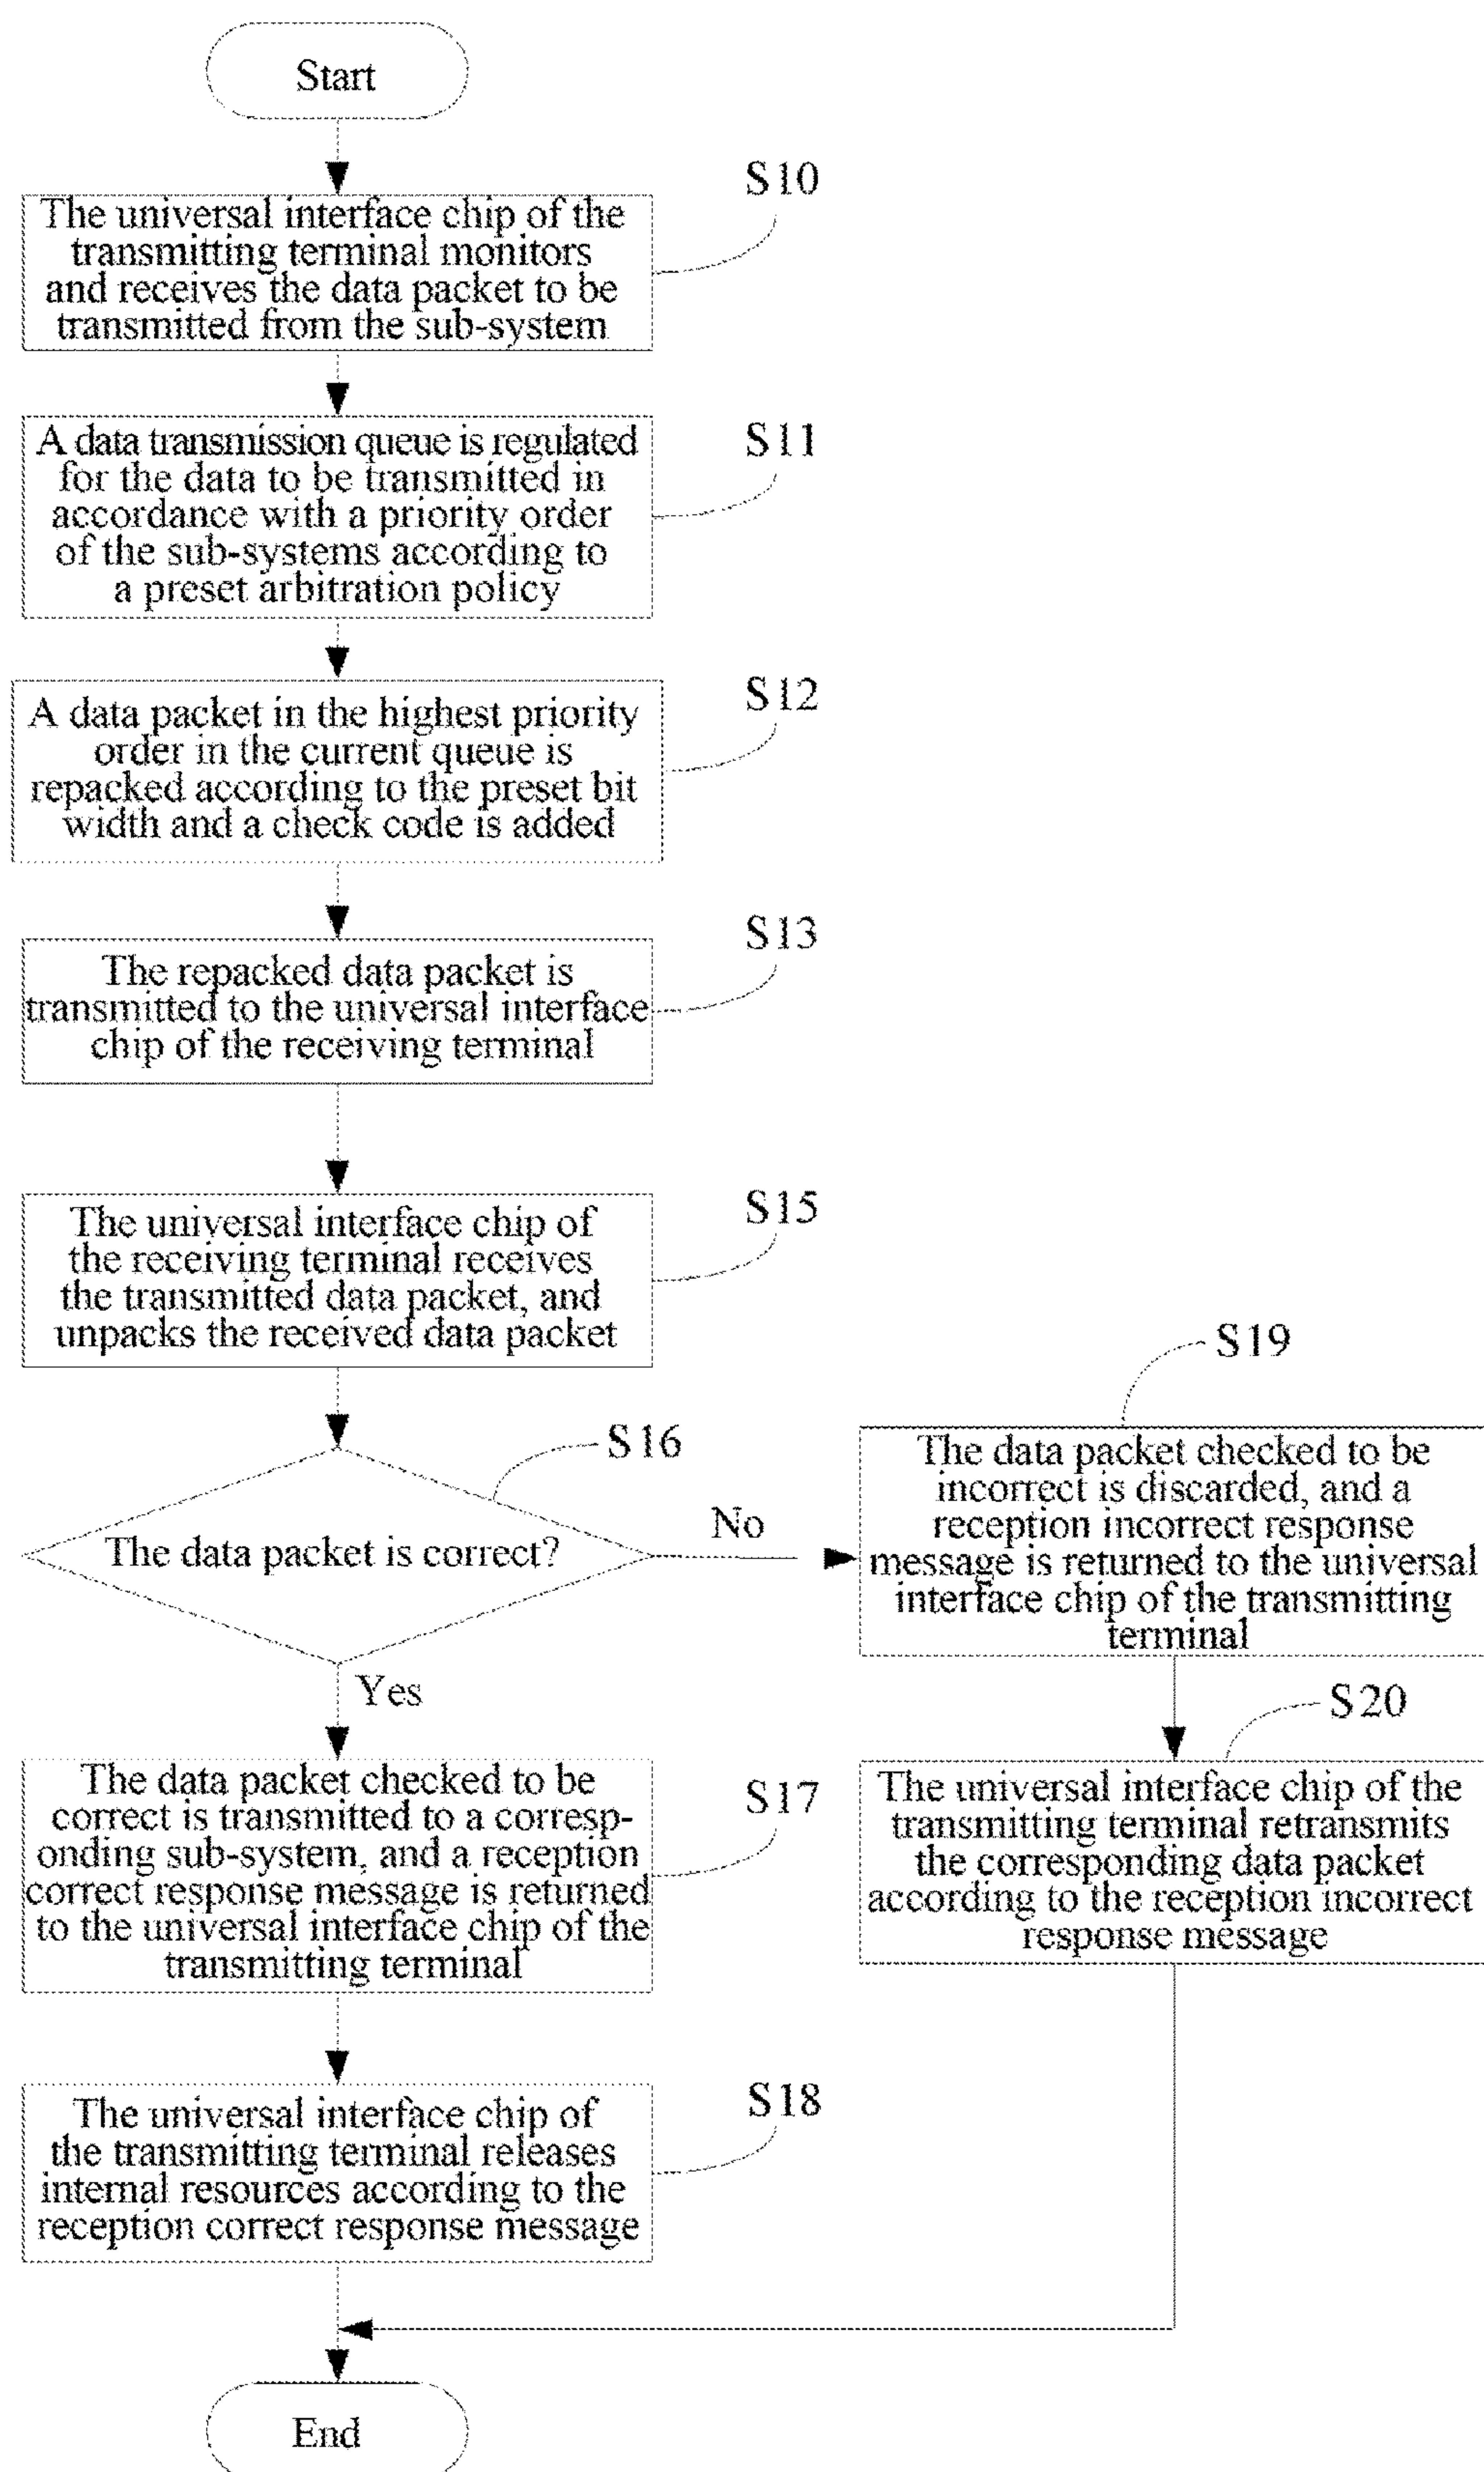 Start
S10
The universal interface chip of the
transmitting terminal monitors
and receives the data packet to be
transmitted from the sub-system
S11
A data transmission queue is regulated
for the data to be transmitted in
accordance with a priority order
of the sub-systems according to
a preset arbitration policy
S12
A data packet in the highest priority
order in the current queue is
repacked according to the preset bit
width and a check code is added
S13
The repacked data packet is
transmitted to the universal interface
chip of the receiving terminal
S15
The universal interface chip of
the receiving terminal receives
the transmitted data packet, and
unpacks the received data packet
S16
The data packet is correct?
No
Yes
S19
The data packet checked to be
incorrect is discarded, and a
reception incorrect response
message is returned to the universal
interface chip of the transmitting
terminal
S20
The universal interface chip of the
transmitting terminal retransmits
the corresponding data packet
according to the reception incorrect
response message
S17
The data packet checked to be
correct is transmitted to a corresp-
onding sub-system, and a reception
correct response message is returned
to the universal interface chip of the
transmitting terminal
S18
The universal interface chip of
the transmitting terminal releases
internal resources according to the
reception correct response message
End